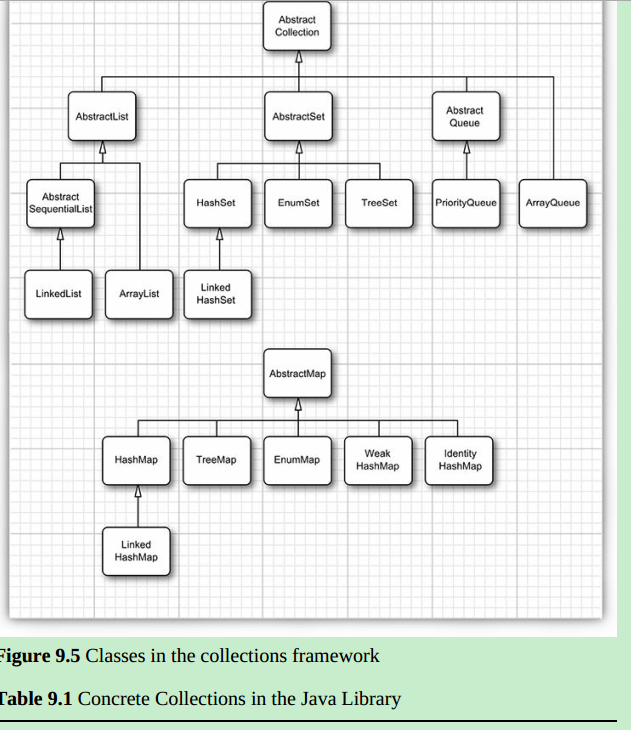 Abstract
Collection
AbstractList
AbstractSet
Abstract
Queue
Abstract
SequentialList
HashSet
EnumSet
TreeSet
PriorityQueue
ArrayQueue
LinkedList
ArrayList
Linked
HashSet
AbstractMap
HashMap
TreeMap
EnumMap
Weak
HashMap
Identity
HashMap
Linked
HashMap
Figure 9.5 Classes in the collections framework
Table 9.1 Concrete Collections in the Java Library